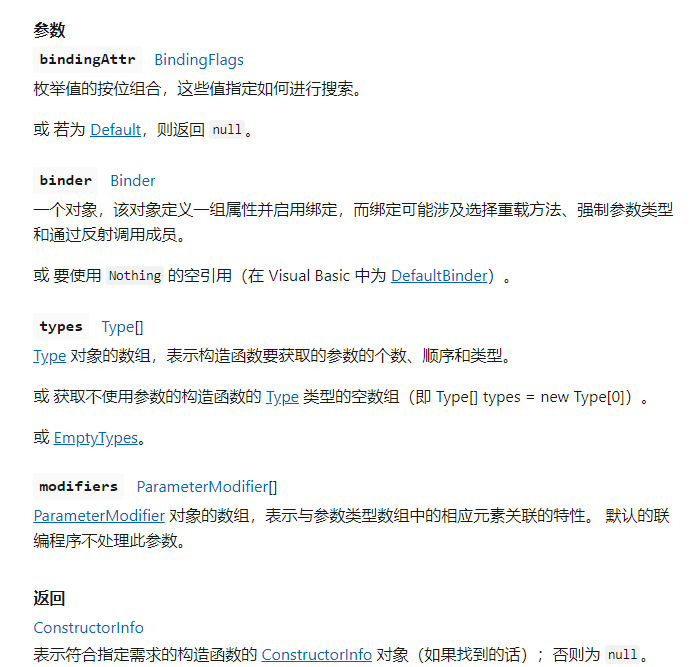 参数
bindingAttr BindingFlags
枚举值的按位组合，这些值指定如何进行搜索。
或 若为 Default，则返回 null。
binder Binder
一个对象，该对象定义一组属性并启用绑定，而绑定可能涉及选择重载方法、强制参数类型
和通过反射调用成员。
或 要使用 Nothing 的空引用（在 Visual Basic 中为 DefaultBinder）。
types Type[]
Type 对象的数组，表示构造函数要获取的参数的个数、顺序和类型。
或 获取不使用参数的构造函数的 Type 类型的空数组（即 Type[] types = new Type[0]）。
或 EmptyTypes。
modifiers ParameterModifier[]
ParameterModifier 对象的数组，表示与参数类型数组中的相应元素关联的特性。 默认的联
编程序不处理此参数。
返回
ConstructorInfo
表示符合指定需求的构造函数的 ConstructorInfo 对象（如果找到的话）；否则为 null。